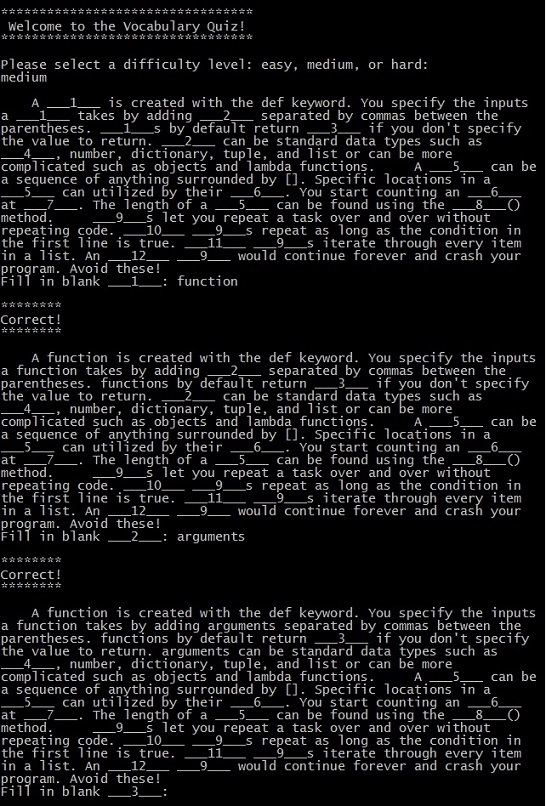 ********************************
 Welcome to the Vocabulary Quiz!
********************************
Please select a difficulty level: easy, medium, or hard:
medium
    A ___1___ is created with the def keyword. You specify the inputs
a ___1___ takes by adding ___2___ separated by commas between the
parentheses. ___1___s by default return ___3___ if you don't specify
the value to return. ___2___ can be standard data types such as
___4___, number, dictionary, tuple, and list or can be more
complicated such as objects and lambda functions.     A ___5___ can be
a sequence of anything surrounded by []. Specific locations in a
___5___ can utilized by their ___6___. You start counting an ___6___
at ___7___. The length of a ___5___ can be found using the ___8___()
method.     ___9___s let you repeat a task over and over without
repeating code. ___10___ ___9___s repeat as long as the condition in
the first line is true. ___11___ ___9___s iterate through every item
in a list. An ___12___ ___9___ would continue forever and crash your
program. Avoid these!
Fill in blank ___1___: function
********
Correct!
********
    A function is created with the def keyword. You specify the inputs
a function takes by adding ___2___ separated by commas between the
parentheses. functions by default return ___3___ if you don't specify
the value to return. ___2___ can be standard data types such as
___4___, number, dictionary, tuple, and list or can be more
complicated such as objects and lambda functions.     A ___5___ can be
a sequence of anything surrounded by []. Specific locations in a
___5___ can utilized by their ___6___. You start counting an ___6___
at ___7___. The length of a ___5___ can be found using the ___8___()
method.     ___9___s let you repeat a task over and over without
repeating code. ___10___ ___9___s repeat as long as the condition in
the first line is true. ___11___ ___9___s iterate through every item
in a list. An ___12___ ___9___ would continue forever and crash your
program. Avoid these!
Fill in blank ___2___: arguments
********
Correct!
********
    A function is created with the def keyword. You specify the inputs
a function takes by adding arguments separated by commas between the
parentheses. functions by default return ___3___ if you don't specify
the value to return. arguments can be standard data types such as
___4___, number, dictionary, tuple, and list or can be more
complicated such as objects and lambda functions.     A ___5___ can be
a sequence of anything surrounded by []. Specific locations in a
___5___ can utilized by their ___6___. You start counting an ___6___
at ___7___. The length of a ___5___ can be found using the ___8___()
method.     ___9___s let you repeat a task over and over without
repeating code. ___10___ ___9___s repeat as long as the condition in
the first line is true. ___11___ ___9___s iterate through every item
in a list. An ___12___ ___9___ would continue forever and crash your
program. Avoid these!
Fill in blank ___3___: